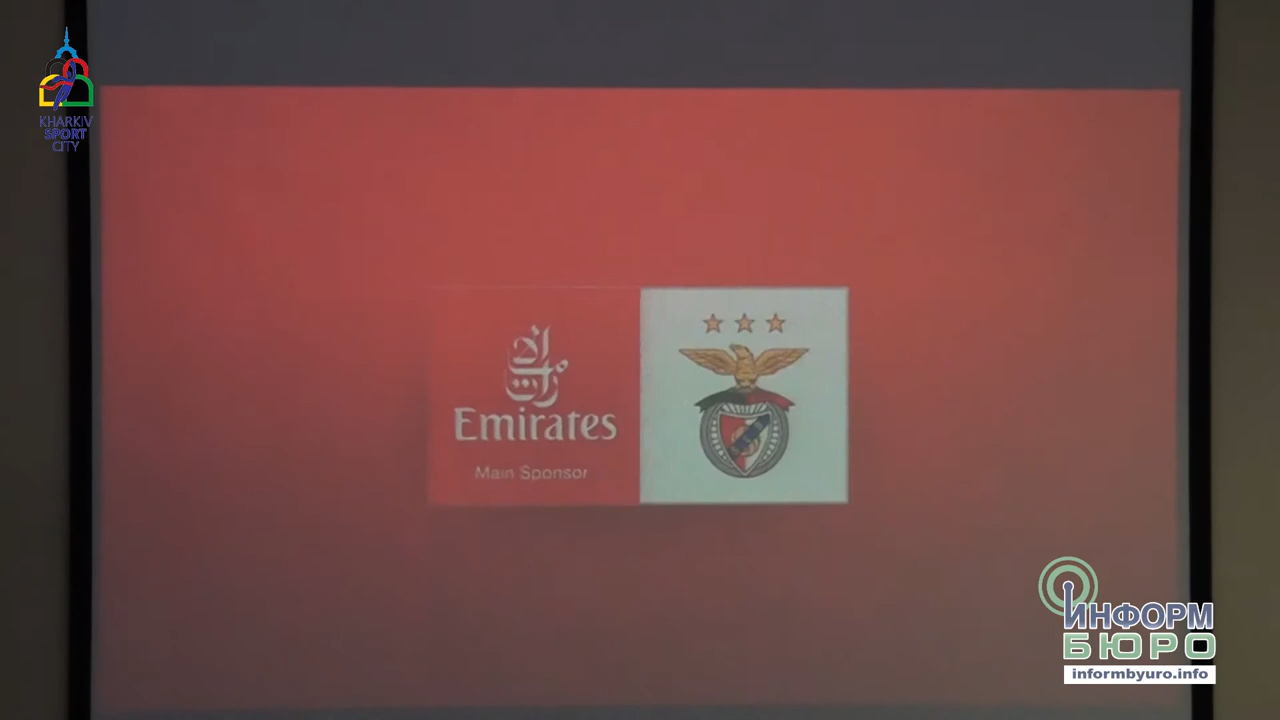 KHARKIV
SPORT
CITY
Emirates
Main Sponsor
ИНФОРМ
БЮРО
informbyuro.info